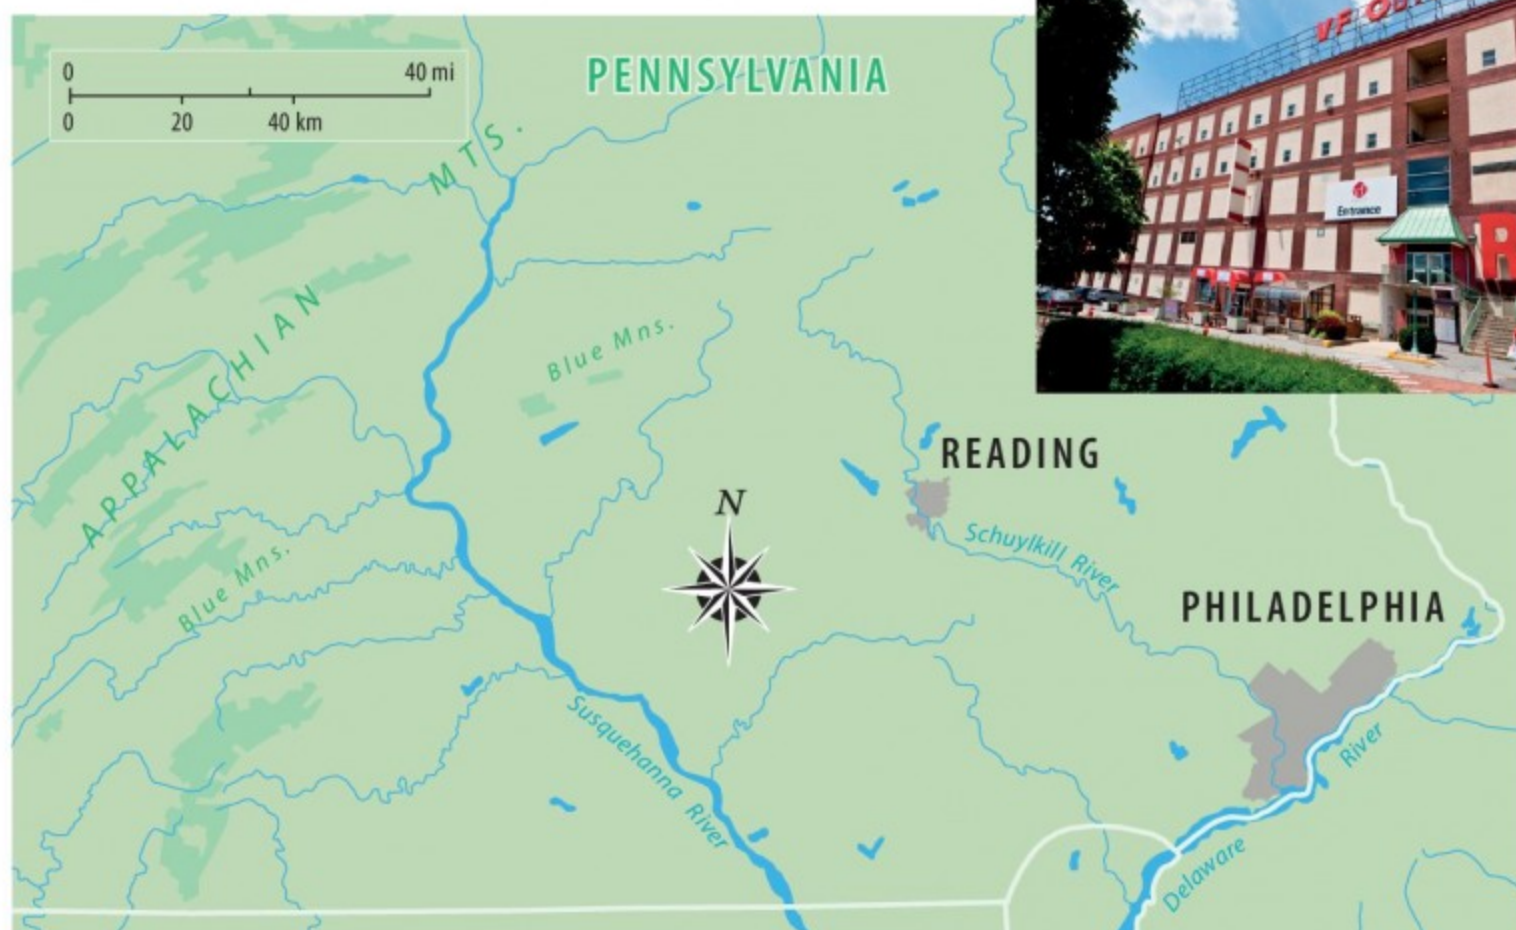 0 40 mi
0 20 40 km
PENNSYLVANIA
APPALACHIAN MTS.
Blue Mns.
Blue Mns.
N
READING
Schuylkill River
PHILADELPHIA
Susquehanna River
Delaware River
VF
Entrance
R